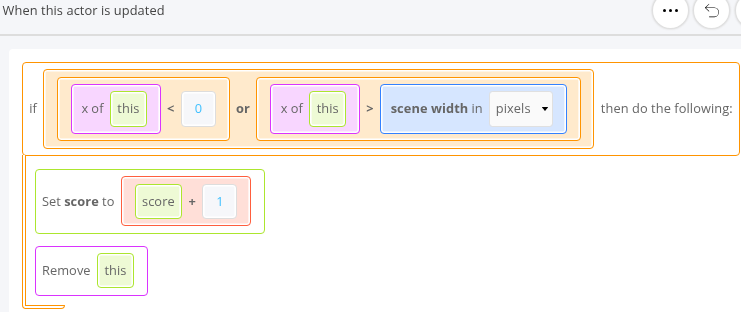 When this actor is updated
if x of this < 0 or x of this > scene width in pixels then do the following:
Set score to score + 1
Remove this